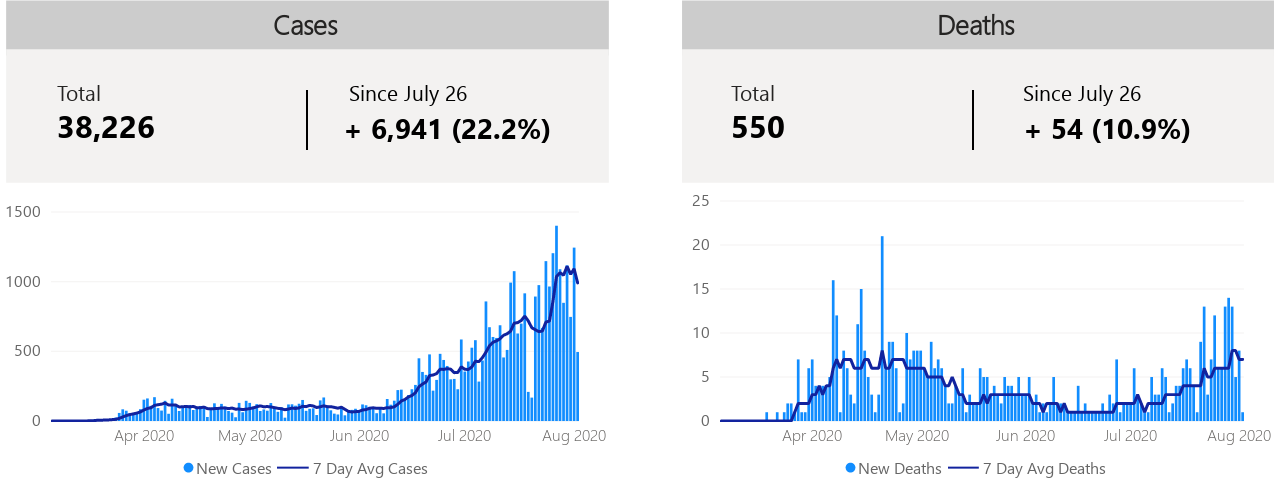 Cases
Total
38,226
Since July 26
+ 6,941 (22.2%)
1500
1000
500
0
Apr 2020 May 2020 Jun 2020 Jul 2020 Aug 2020
New Cases 7 Day Avg Cases
Deaths
Total
550
Since July 26
+ 54 (10.9%)
25
20
15
10
5
0
Apr 2020 May 2020 Jun 2020 Jul 2020 Aug 2020
New Deaths 7 Day Avg Deaths